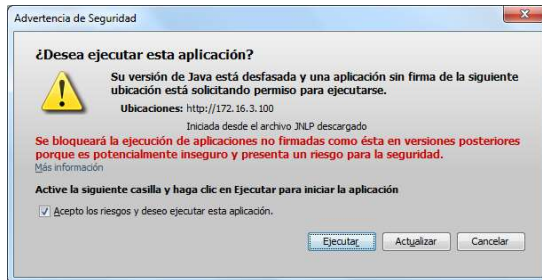 Advertencia de Seguridad
¿Desea ejecutar esta aplicación?
Su versión de Java está desfasada y una aplicación sin firma de la siguiente
ubicación está solicitando permiso para ejecutarse.
Ubicaciones: http://172.16.3.100
Iniciada desde el archivo JNLP descargado
Se bloqueará la ejecución de aplicaciones no firmadas como ésta en versiones posteriores
porque es potencialmente inseguro y presenta un riesgo para la seguridad.
Más información
Active la siguiente casilla y haga clic en Ejecutar para iniciar la aplicación
Acepto los riesgos y deseo ejecutar esta aplicación.
Ejecutar Actualizar Cancelar